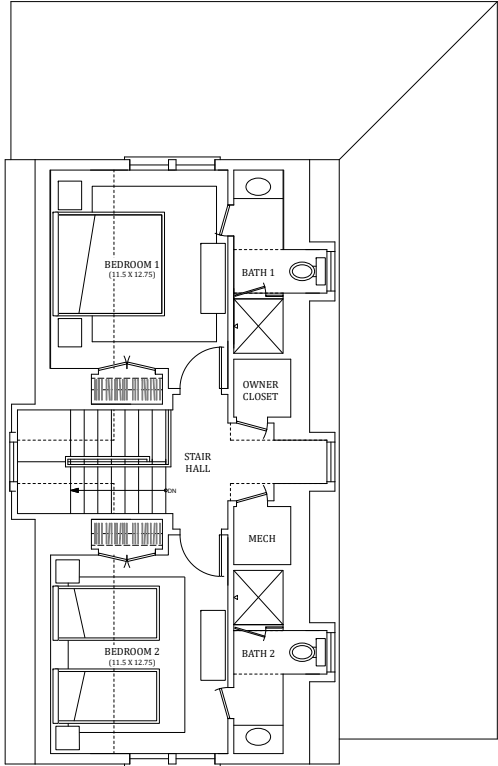 BEDROOM 1
(11.5 X 12.75)
BATH 1
OWNER
CLOSET
STAIR
HALL
DN
MECH
BEDROOM 2
(11.5 X 12.75)
BATH 2